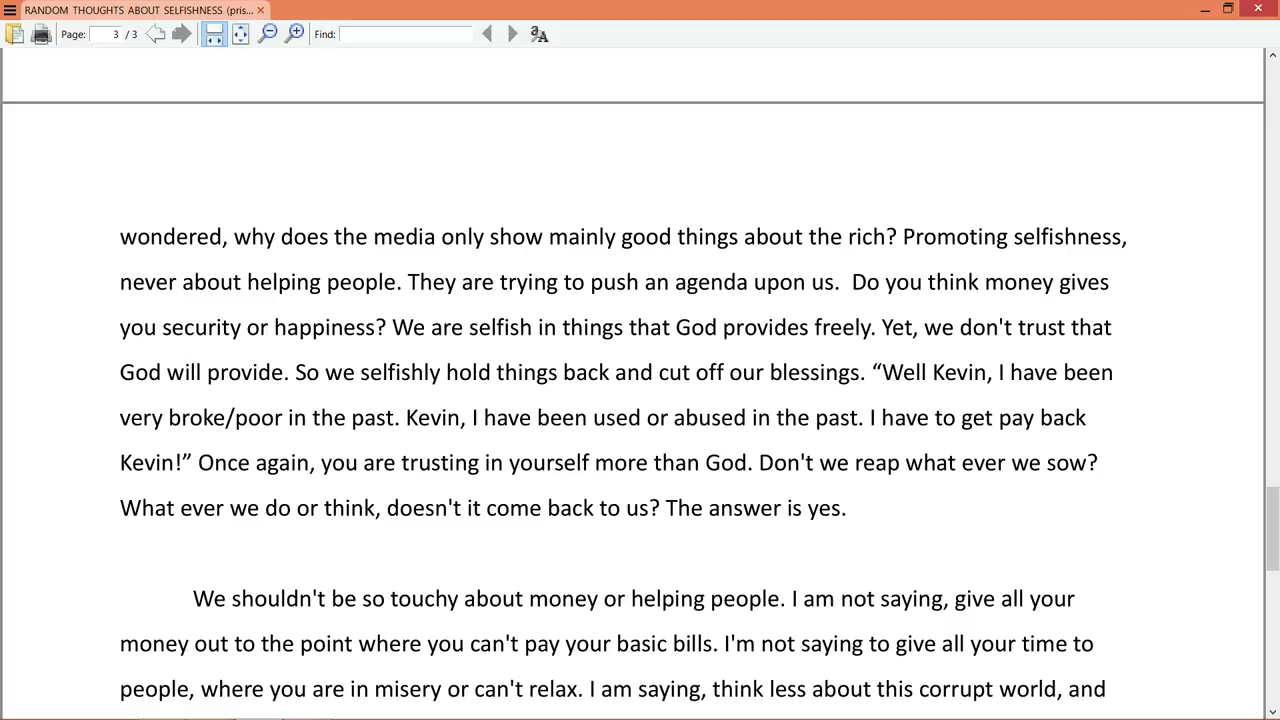 RANDOM THOUGHTS ABOUT SELFISHNESS (pris...
Page: 3 / 3 Find:
wondered, why does the media only show mainly good things about the rich? Promoting selfishness,
never about helping people. They are trying to push an agenda upon us.  Do you think money gives
you security or happiness? We are selfish in things that God provides freely. Yet, we don't trust that
God will provide. So we selfishly hold things back and cut off our blessings. “Well Kevin, I have been
very broke/poor in the past. Kevin, I have been used or abused in the past. I have to get pay back
Kevin!” Once again, you are trusting in yourself more than God. Don't we reap what ever we sow?
What ever we do or think, doesn't it come back to us? The answer is yes.
We shouldn't be so touchy about money or helping people. I am not saying, give all your
money out to the point where you can't pay your basic bills. I'm not saying to give all your time to
people, where you are in misery or can't relax. I am saying, think less about this corrupt world, and